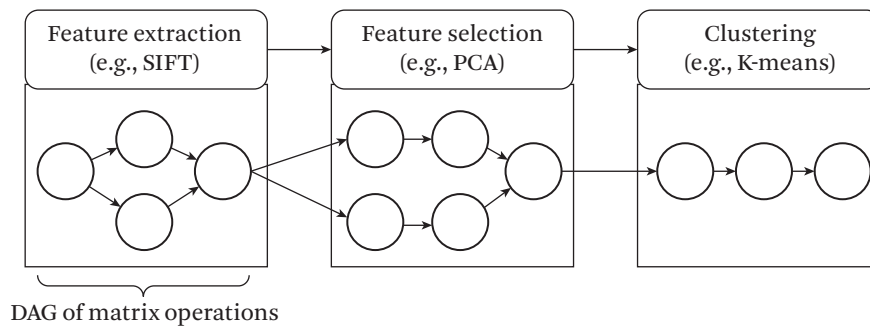 Feature extraction
(e.g., SIFT)
Feature selection
(e.g., PCA)
Clustering
(e.g., K-means)
DAG of matrix operations